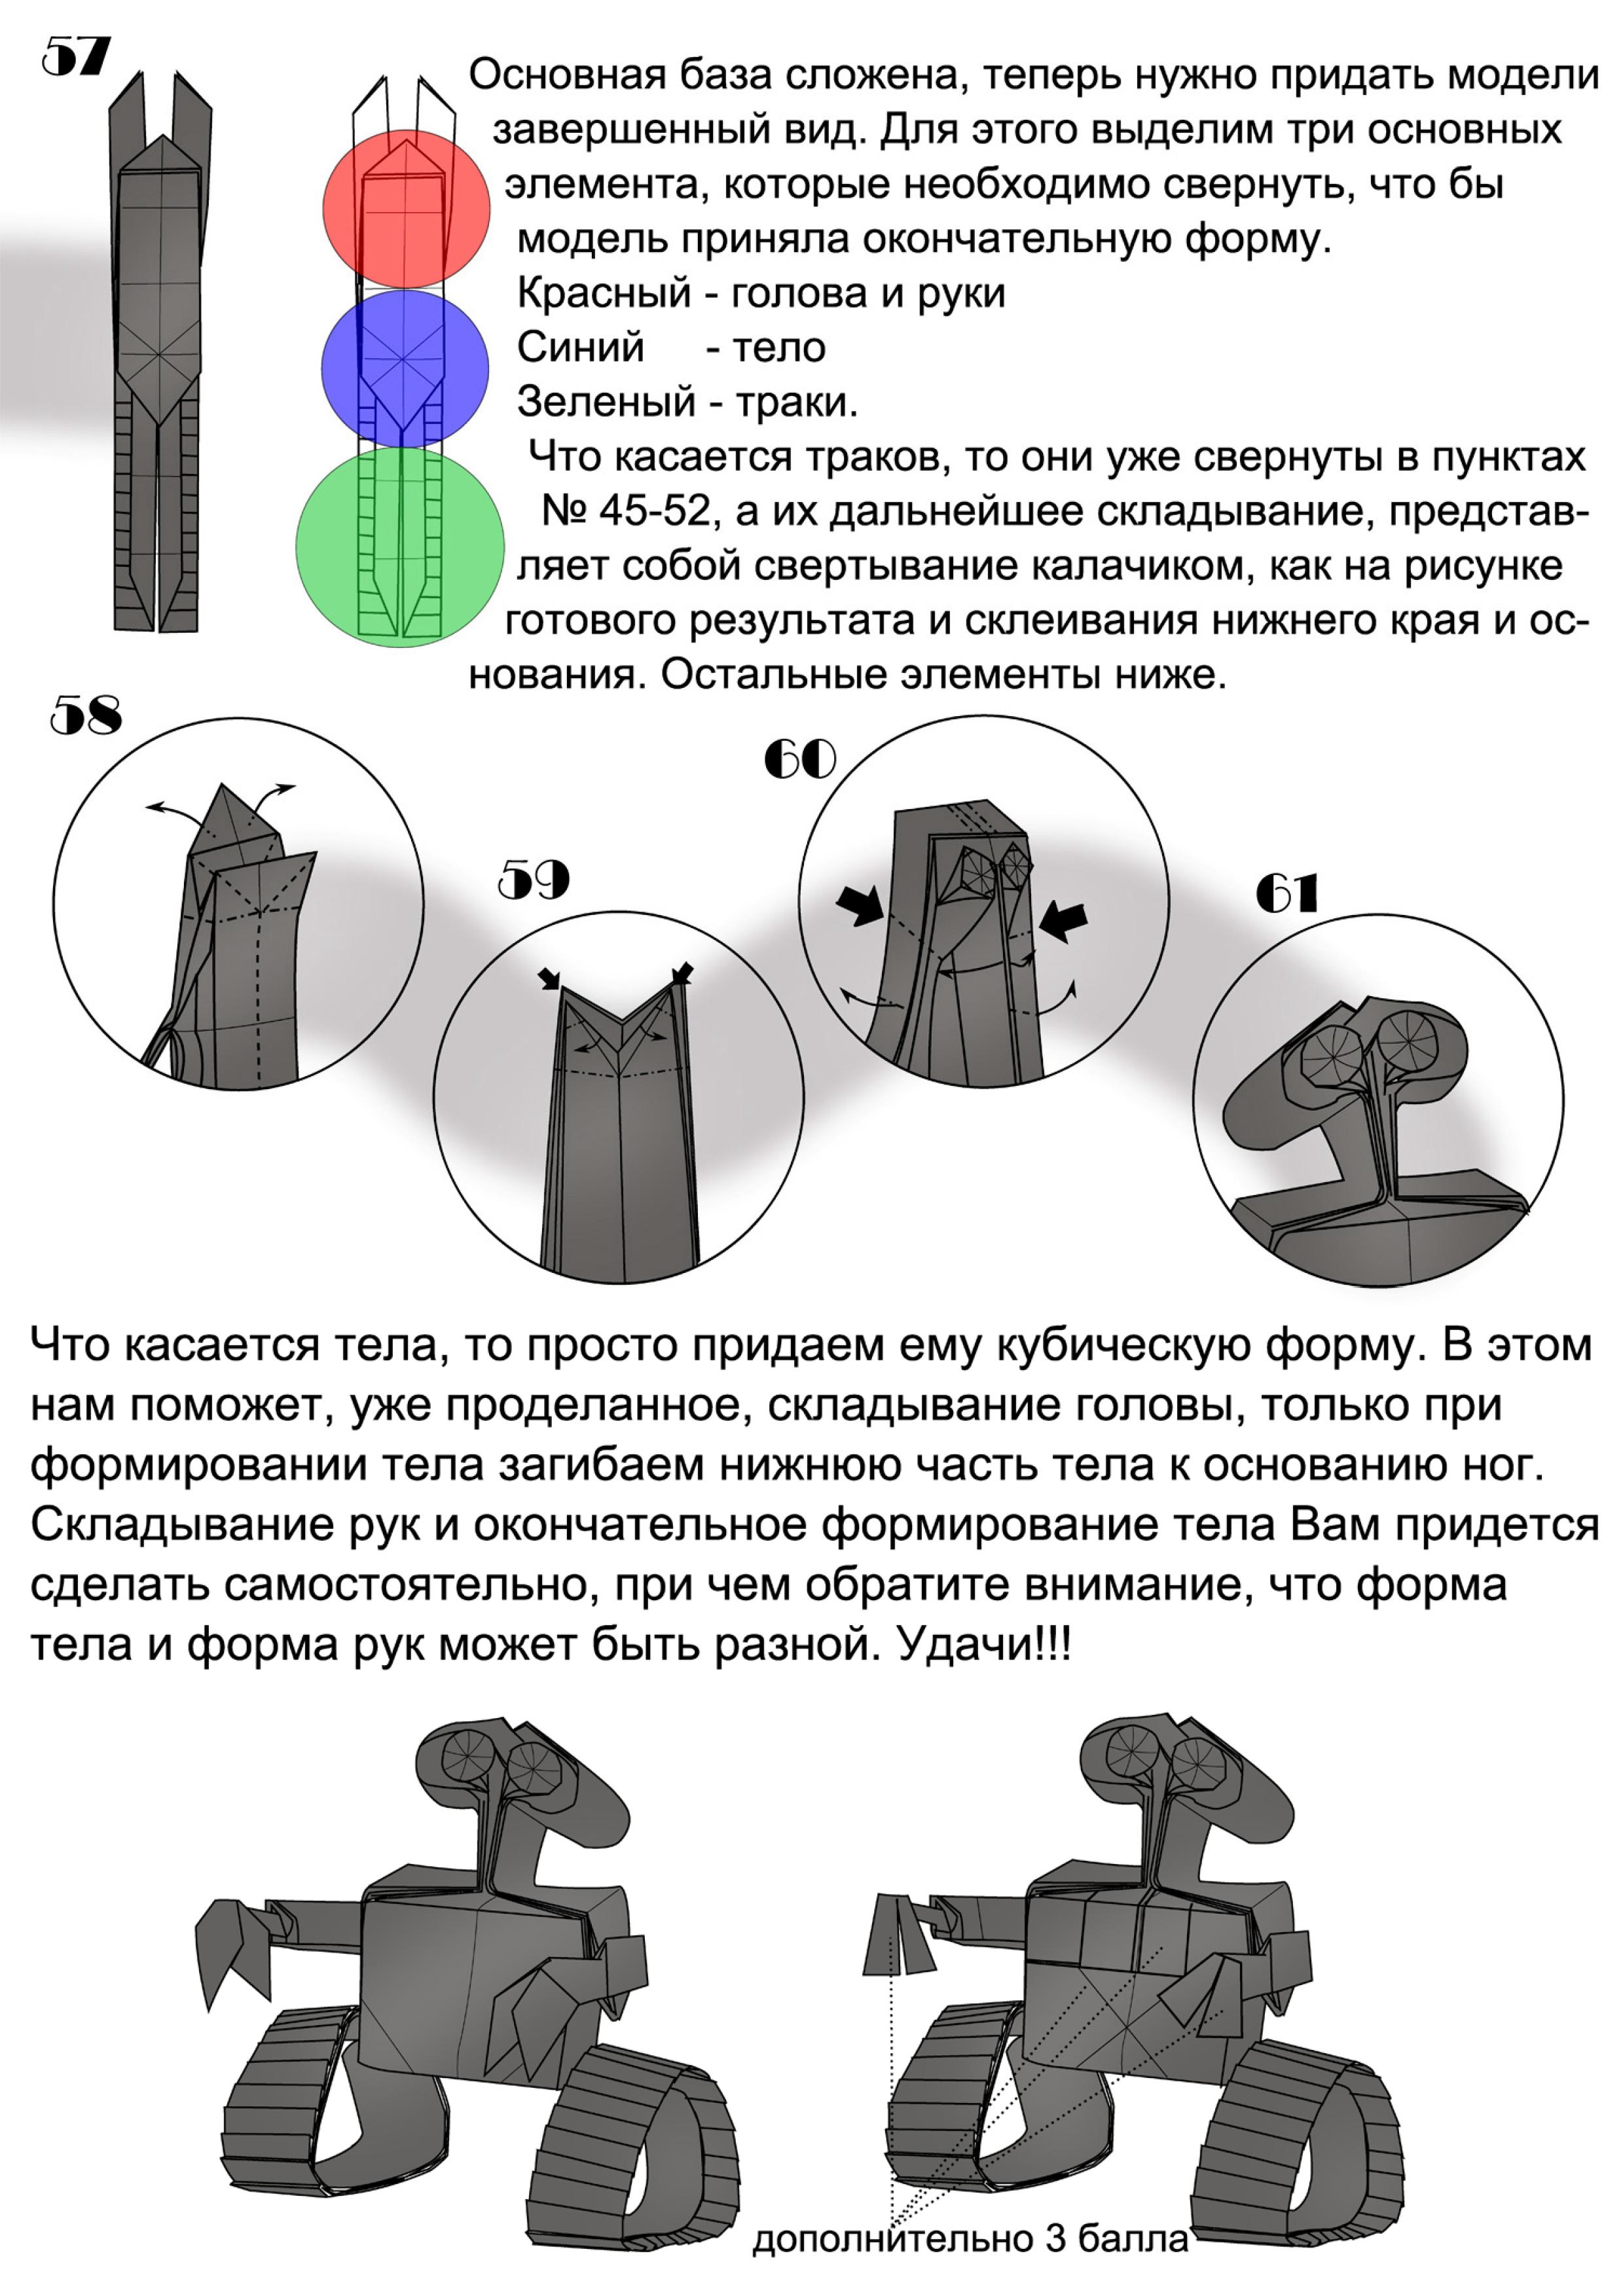 57
Основная база сложена, теперь нужно придать модели
завершенный вид. Для этого выделим три основных
элемента, которые необходимо свернуть, что бы
модель приняла окончательную форму.
Красный - голова и руки
Синий - тело
Зеленый - траки.
Что касается траков, то они уже свернуты в пунктах
№ 45-52, а их дальнейшее складывание, представ-
ляет собой свертывание калачиком, как на рисунке
готового результата и склеивания нижнего края и ос-
нования. Остальные элементы ниже.
58
59
60
61
Что касается тела, то просто придаем ему кубическую форму. В этом
нам поможет, уже проделанное, складывание головы, только при
формировании тела загибаем нижнюю часть тела к основанию ног.
Складывание рук и окончательное формирование тела Вам придется
сделать самостоятельно, при чем обратите внимание, что форма
тела и форма рук может быть разной. Удачи!!!
дополнительно 3 балла